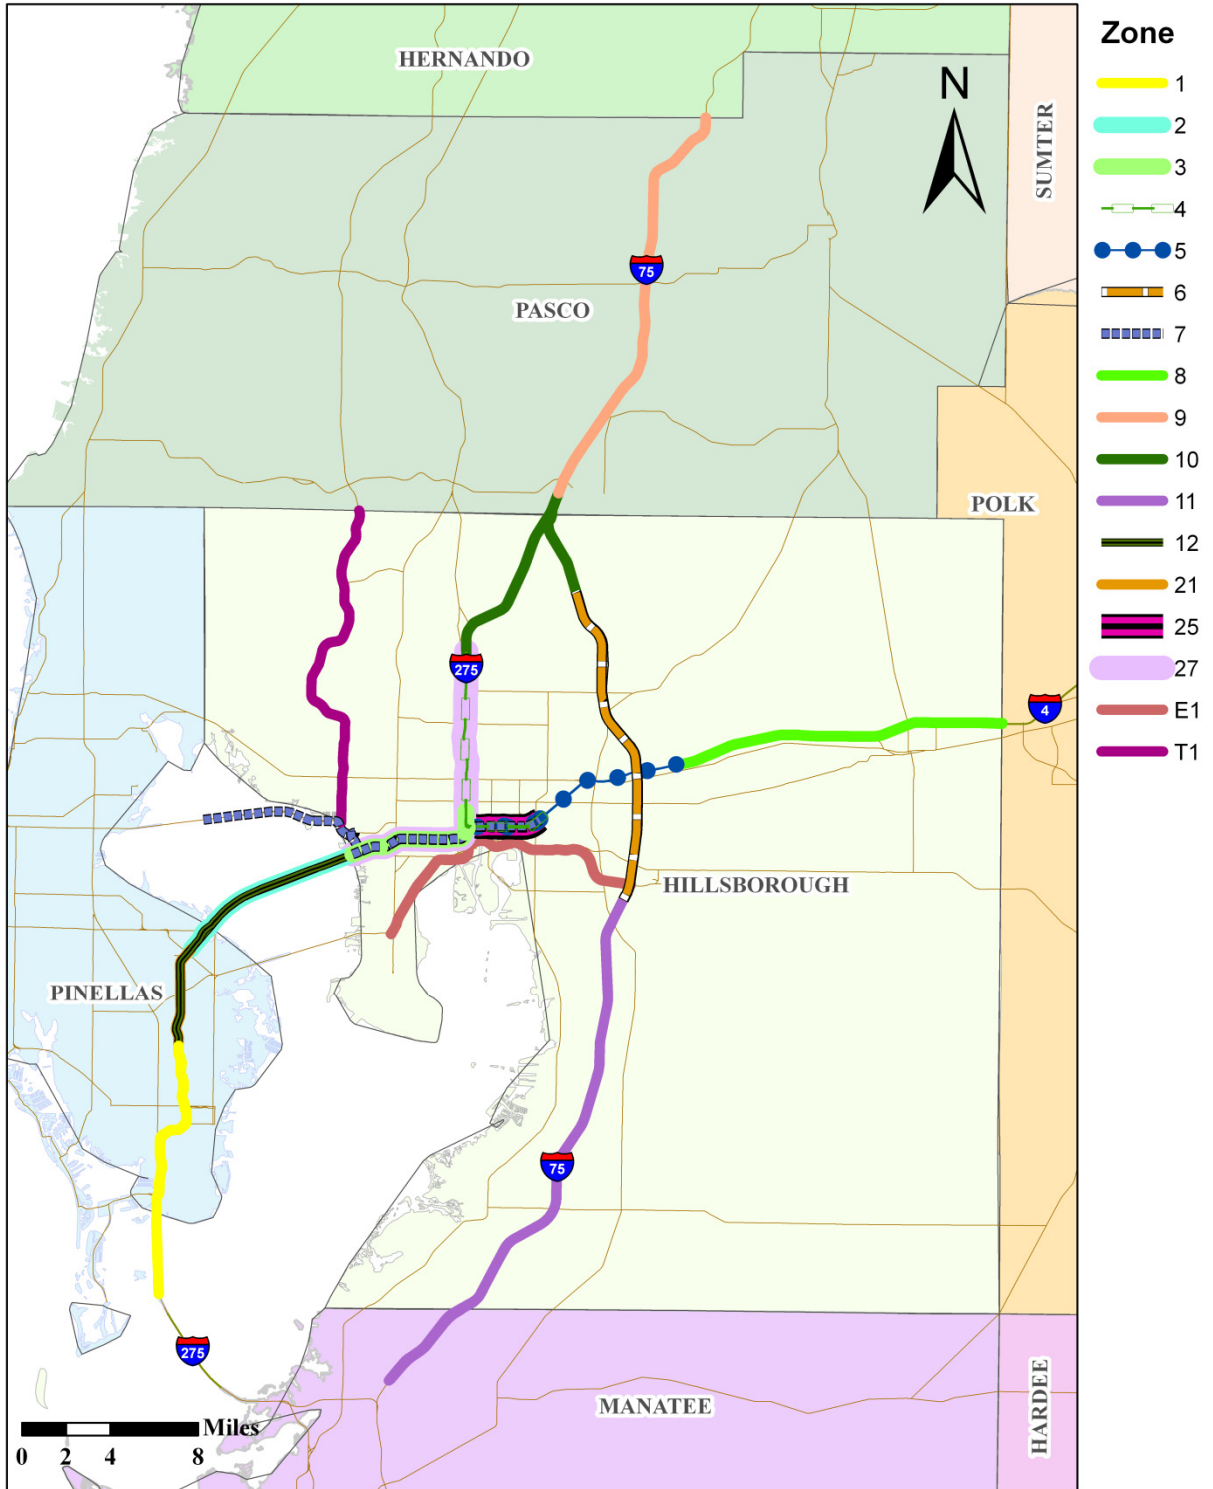 HERNANDO
N
SUMTER
75
PASCO
POLK
275
4
HILLSBOROUGH
PINELLAS
75
275
MANATEE
HARDEE
Miles
0 2 4 8
Zone
1
2
3
4
5
6
7
8
9
10
11
12
21
25
27
E1
T1